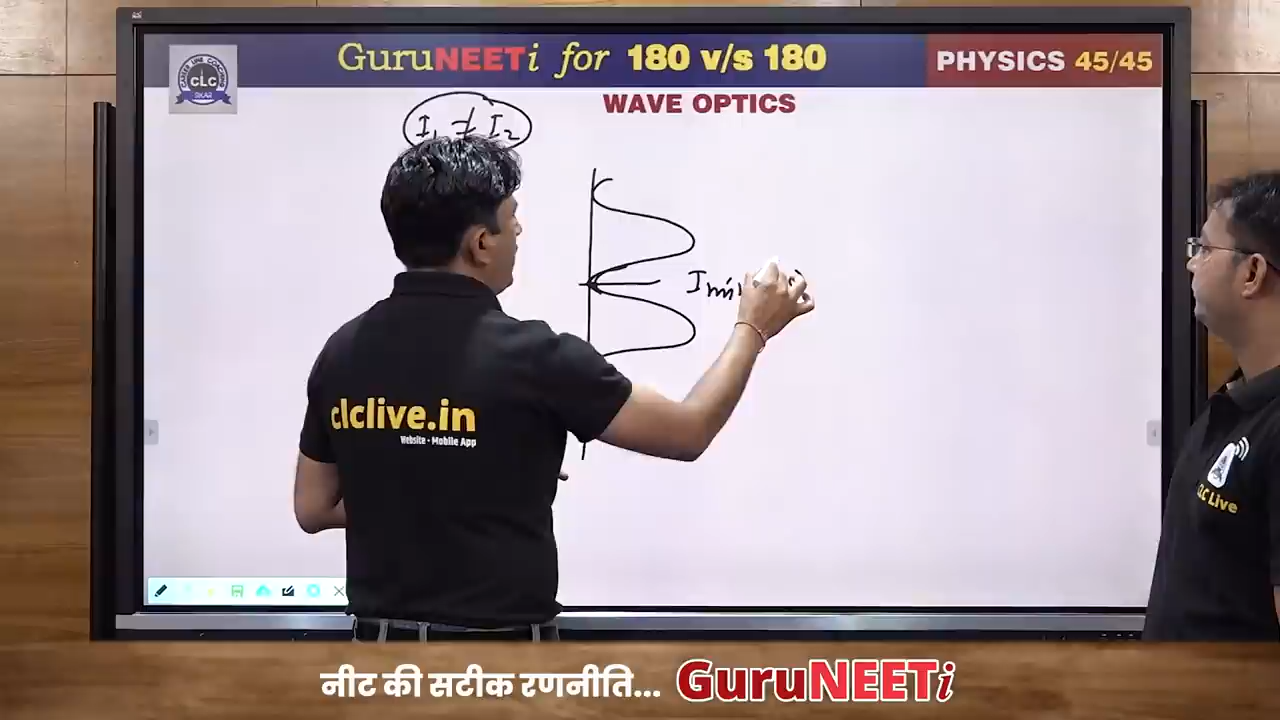 GuruNEETi for 180 v/s 180
PHYSICS 45/45
CLC
WAVE OPTICS
I₁ ≠ I₂
clclive.in
Website • Mobile App
CLC Live
नीट की सटीक रणनीति... GuruNEETi